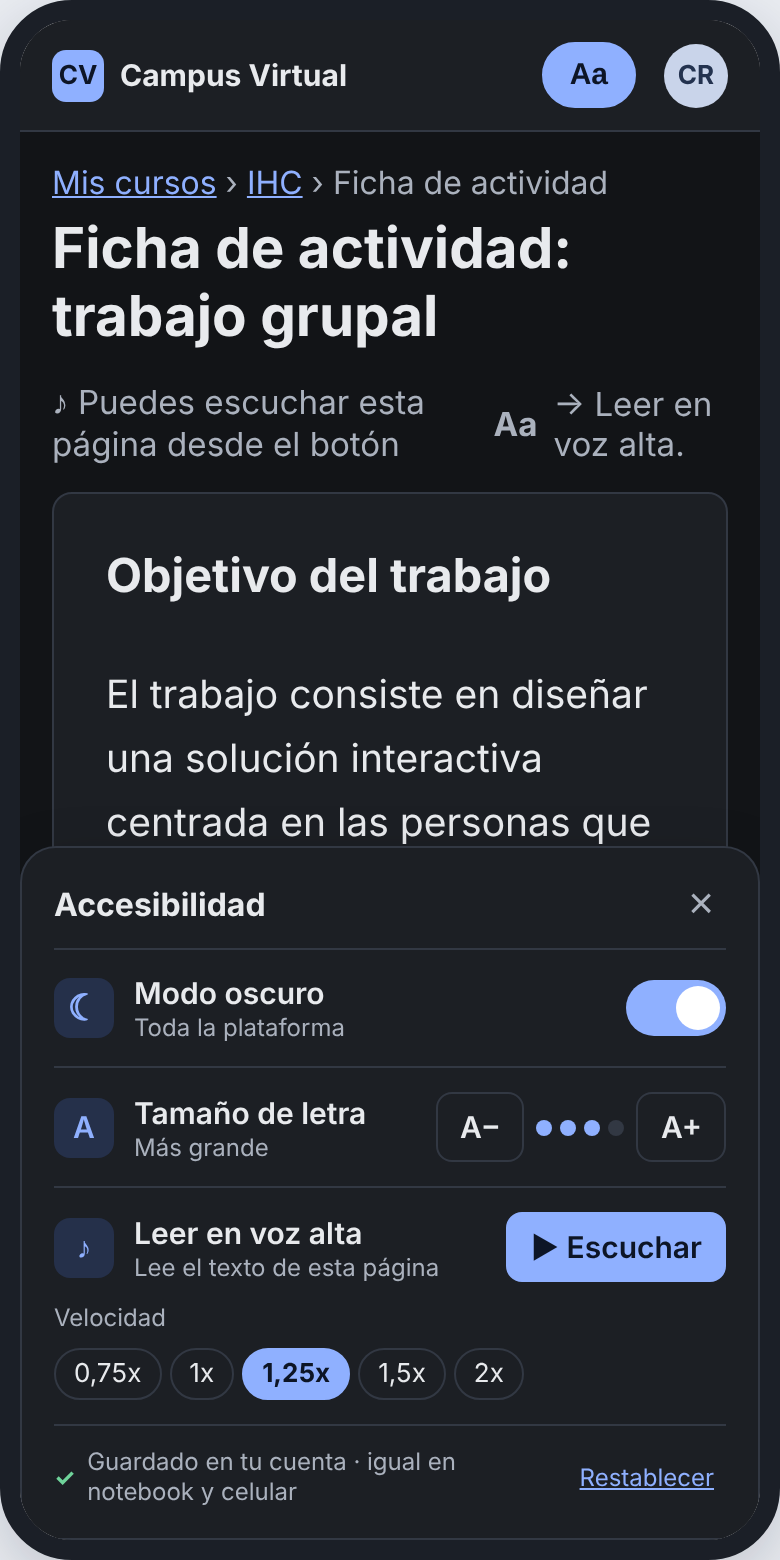 CV Campus Virtual Aa CR
Mis cursos › IHC › Ficha de actividad
Ficha de actividad:
trabajo grupal
♪ Puedes escuchar esta
página desde el botón
Aa
→ Leer en
voz alta.
Objetivo del trabajo
El trabajo consiste en diseñar
una solución interactiva
centrada en las personas que
Accesibilidad ✕
☾ Modo oscuro
Toda la plataforma
A Tamaño de letra
Más grande
A− A+
♪ Leer en voz alta
Lee el texto de esta página
▶ Escuchar
Velocidad
0,75x 1x 1,25x 1,5x 2x
✓ Guardado en tu cuenta · igual en
notebook y celular
Restablecer